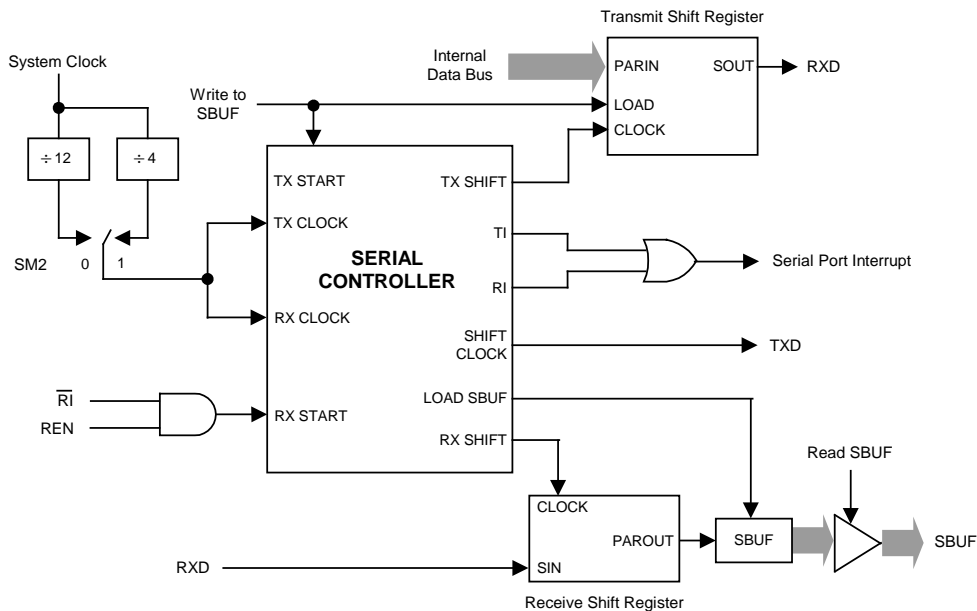 Transmit Shift Register
System Clock
Internal
Data Bus
PARIN
SOUT
RXD
Write to
SBUF
LOAD
CLOCK
÷ 12
÷ 4
TX START
TX SHIFT
TX CLOCK
TI
SERIAL
CONTROLLER
Serial Port Interrupt
SM2
0
1
RI
RX CLOCK
SHIFT
CLOCK
TXD
R̅I̅
REN
RX START
LOAD SBUF
RX SHIFT
Read SBUF
CLOCK
PAROUT
SBUF
SBUF
RXD
SIN
Receive Shift Register